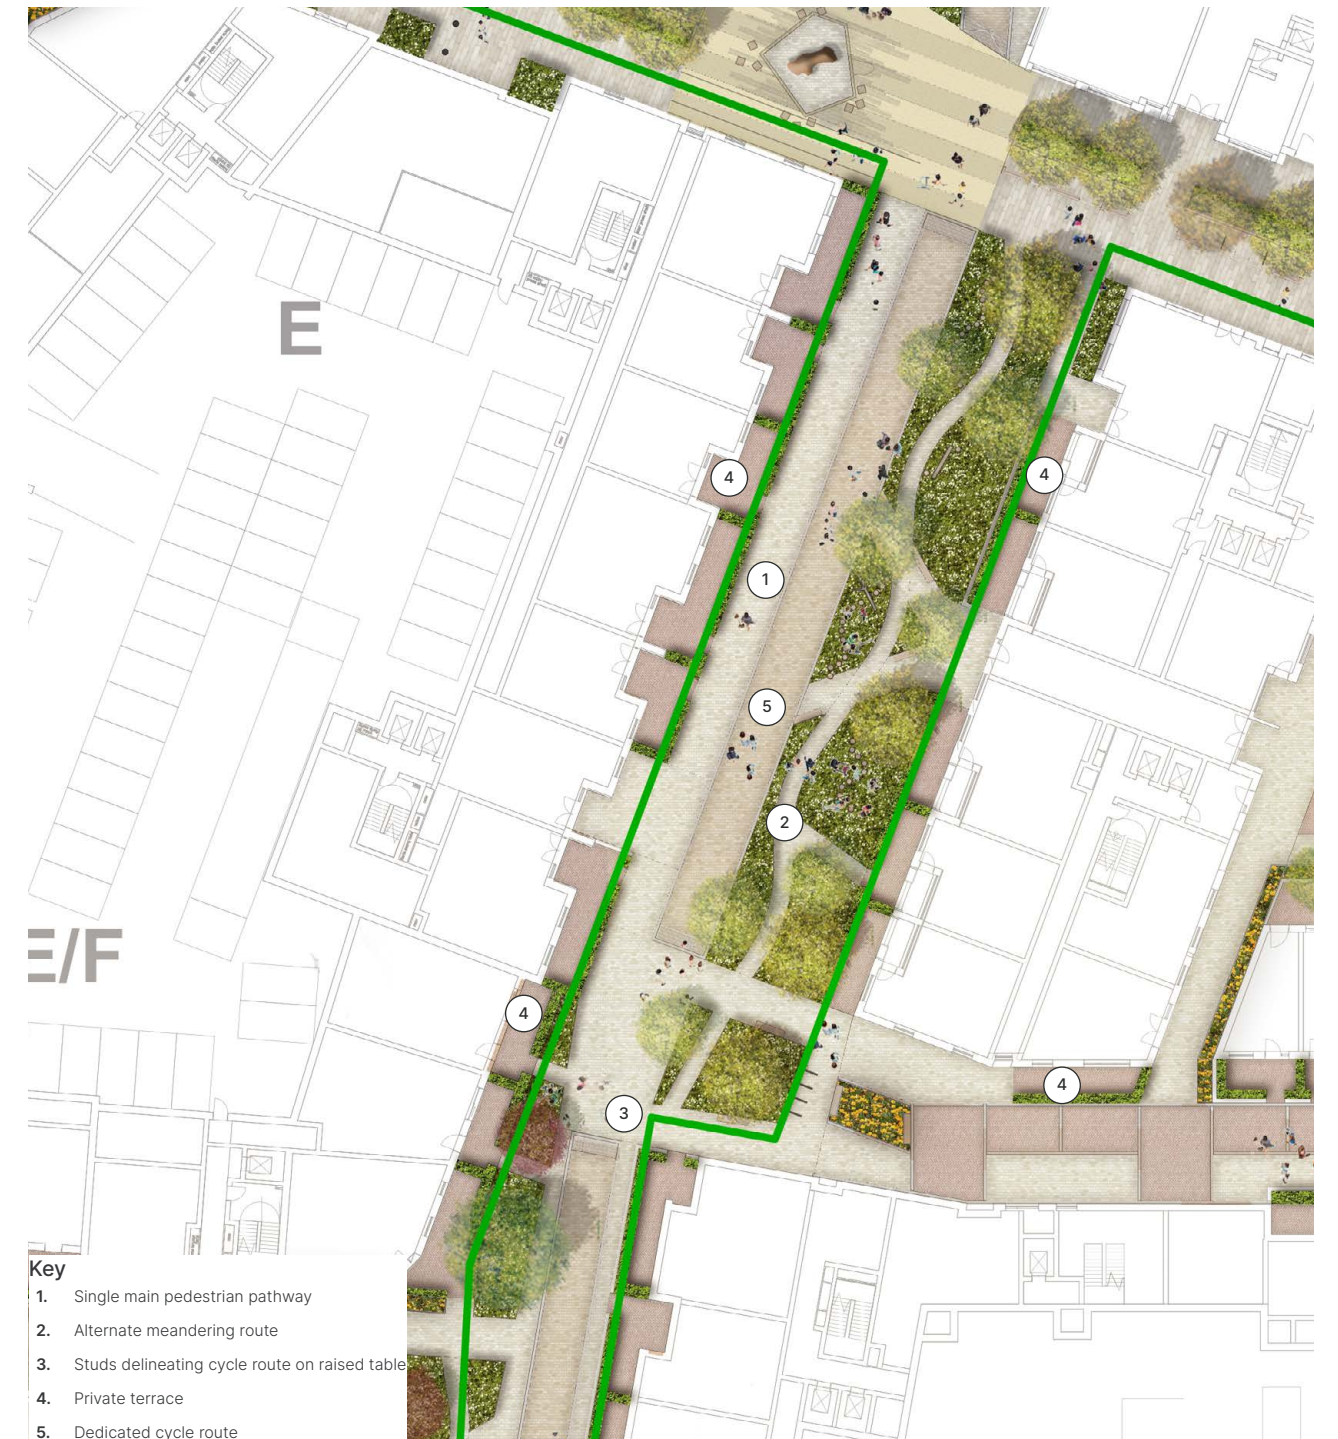 E
4
4
1
5
2
E/F
4
4
3
Key
1. Single main pedestrian pathway
2. Alternate meandering route
3. Studs delineating cycle route on raised table
4. Private terrace
5. Dedicated cycle route